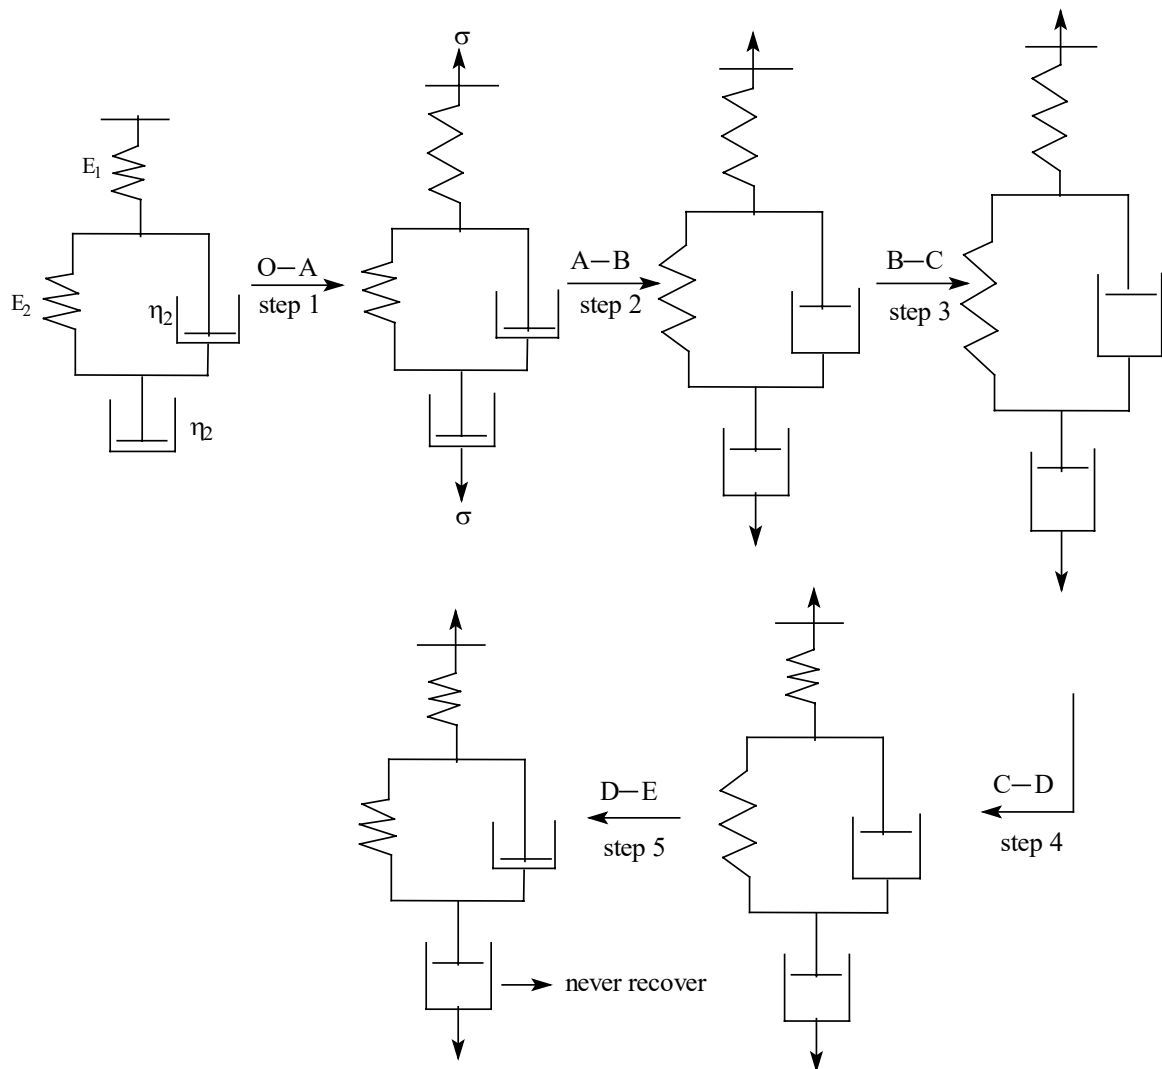 σ
E₁
E₂
η₂
η₂
O—A
step 1
σ
A—B
step 2
B—C
step 3
C—D
step 4
D—E
step 5
never recover